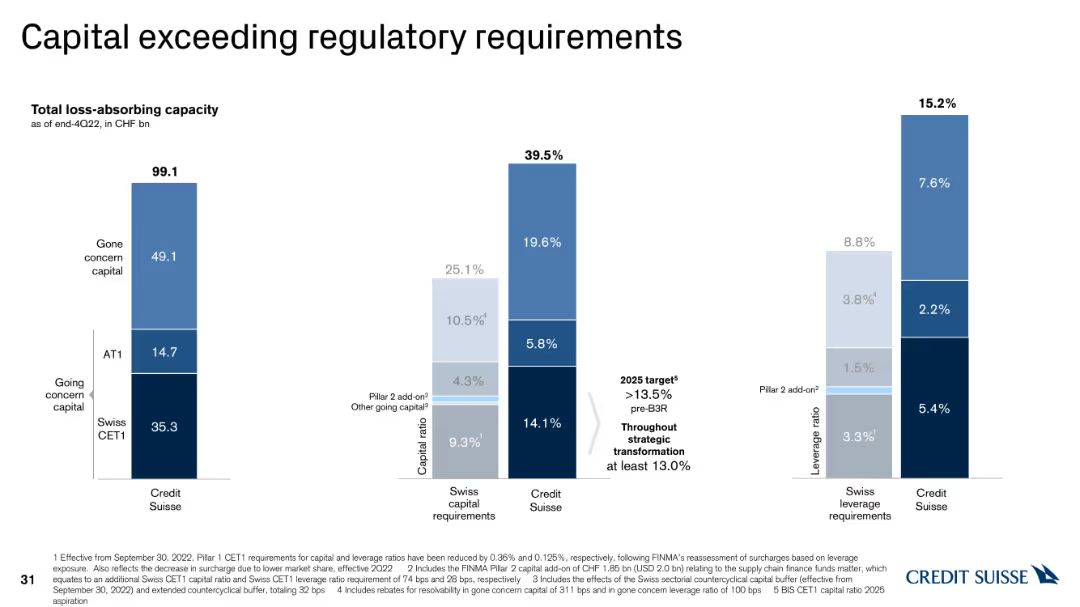 Capital exceeding regulatory requirements
Total loss-absorbing capacity
as of end-4Q22, in CHF bn
99.1
Gone
concern
capital
49.1
AT1
14.7
Going
concern
capital
Swiss
CET1
35.3
Credit
Suisse
39.5%
19.6%
25.1%
10.5%4
5.8%
4.3%
Pillar 2 add-on2
Other going capital3
Capital ratio
9.3%1
14.1%
Swiss
capital
requirements
Credit
Suisse
2025 target5
>13.5%
pre-B3R
Throughout
strategic
transformation
at least 13.0%
15.2%
7.6%
8.8%
3.8%4
2.2%
1.5%
Pillar 2 add-on2
Leverage ratio
3.3%1
5.4%
Swiss
leverage
requirements
Credit
Suisse
1 Effective from September 30, 2022, Pillar 1 CET1 requirements for capital and leverage ratios have been reduced by 0.36% and 0.125%, respectively, following FINMA's reassessment of surcharges based on leverage
exposure. Also reflects the decrease in surcharge due to lower market share, effective 2Q22 2 Includes the FINMA Pillar 2 capital add-on of CHF 1.85 bn (USD 2.0 bn) relating to the supply chain finance funds matter, which
equates to an additional Swiss CET1 capital ratio and Swiss CET1 leverage ratio requirement of 74 bps and 28 bps, respectively 3 Includes the effects of the Swiss sectorial countercyclical capital buffer (effective from
September 30, 2022) and extended countercyclical buffer, totaling 32 bps 4 Includes rebates for resolvability in gone concern capital of 311 bps and in gone concern leverage ratio of 100 bps 5 BIS CET1 capital ratio 2025
aspiration
31
CREDIT SUISSE